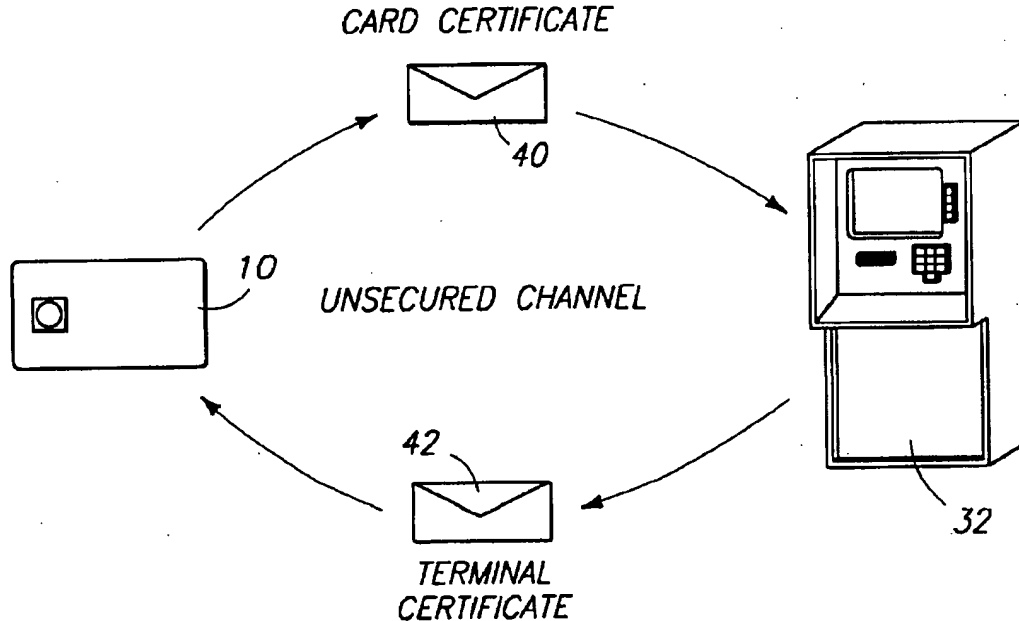 CARD CERTIFICATE
40
10
UNSECURED CHANNEL
42
32
TERMINAL
CERTIFICATE